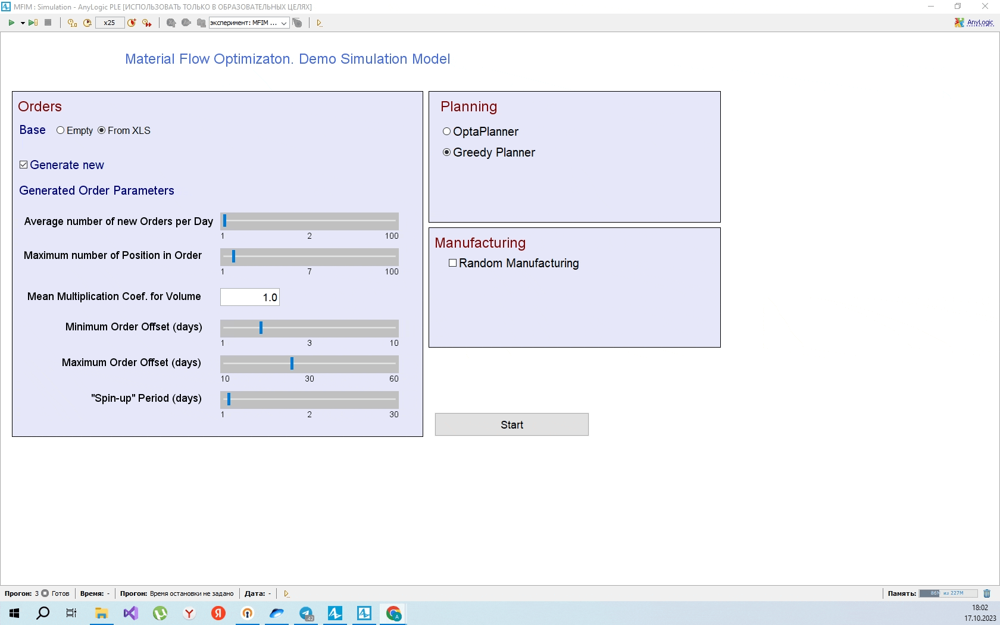 MFIM : Simulation - AnyLogic PLE [ИСПОЛЬЗОВАТЬ ТОЛЬКО В ОБРАЗОВАТЕЛЬНЫХ ЦЕЛЯХ]
x25
эксперимент: MFIM ...
AnyLogic
Material Flow Optimizaton. Demo Simulation Model
Orders
Base Empty From XLS
Generate new
Generated Order Parameters
Average number of new Orders per Day
1 2 100
Maximum number of Position in Order
1 7 100
Mean Multiplication Coef. for Volume 1.0
Minimum Order Offset (days)
1 3 10
Maximum Order Offset (days)
10 30 60
"Spin-up" Period (days)
1 2 30
Planning
OptaPlanner
Greedy Planner
Manufacturing
Random Manufacturing
Start
Прогон: 3 Готов Время: - Прогон: Время остановки не задано Дата: - Память: 86M из 227M
42
18:02
17.10.2023